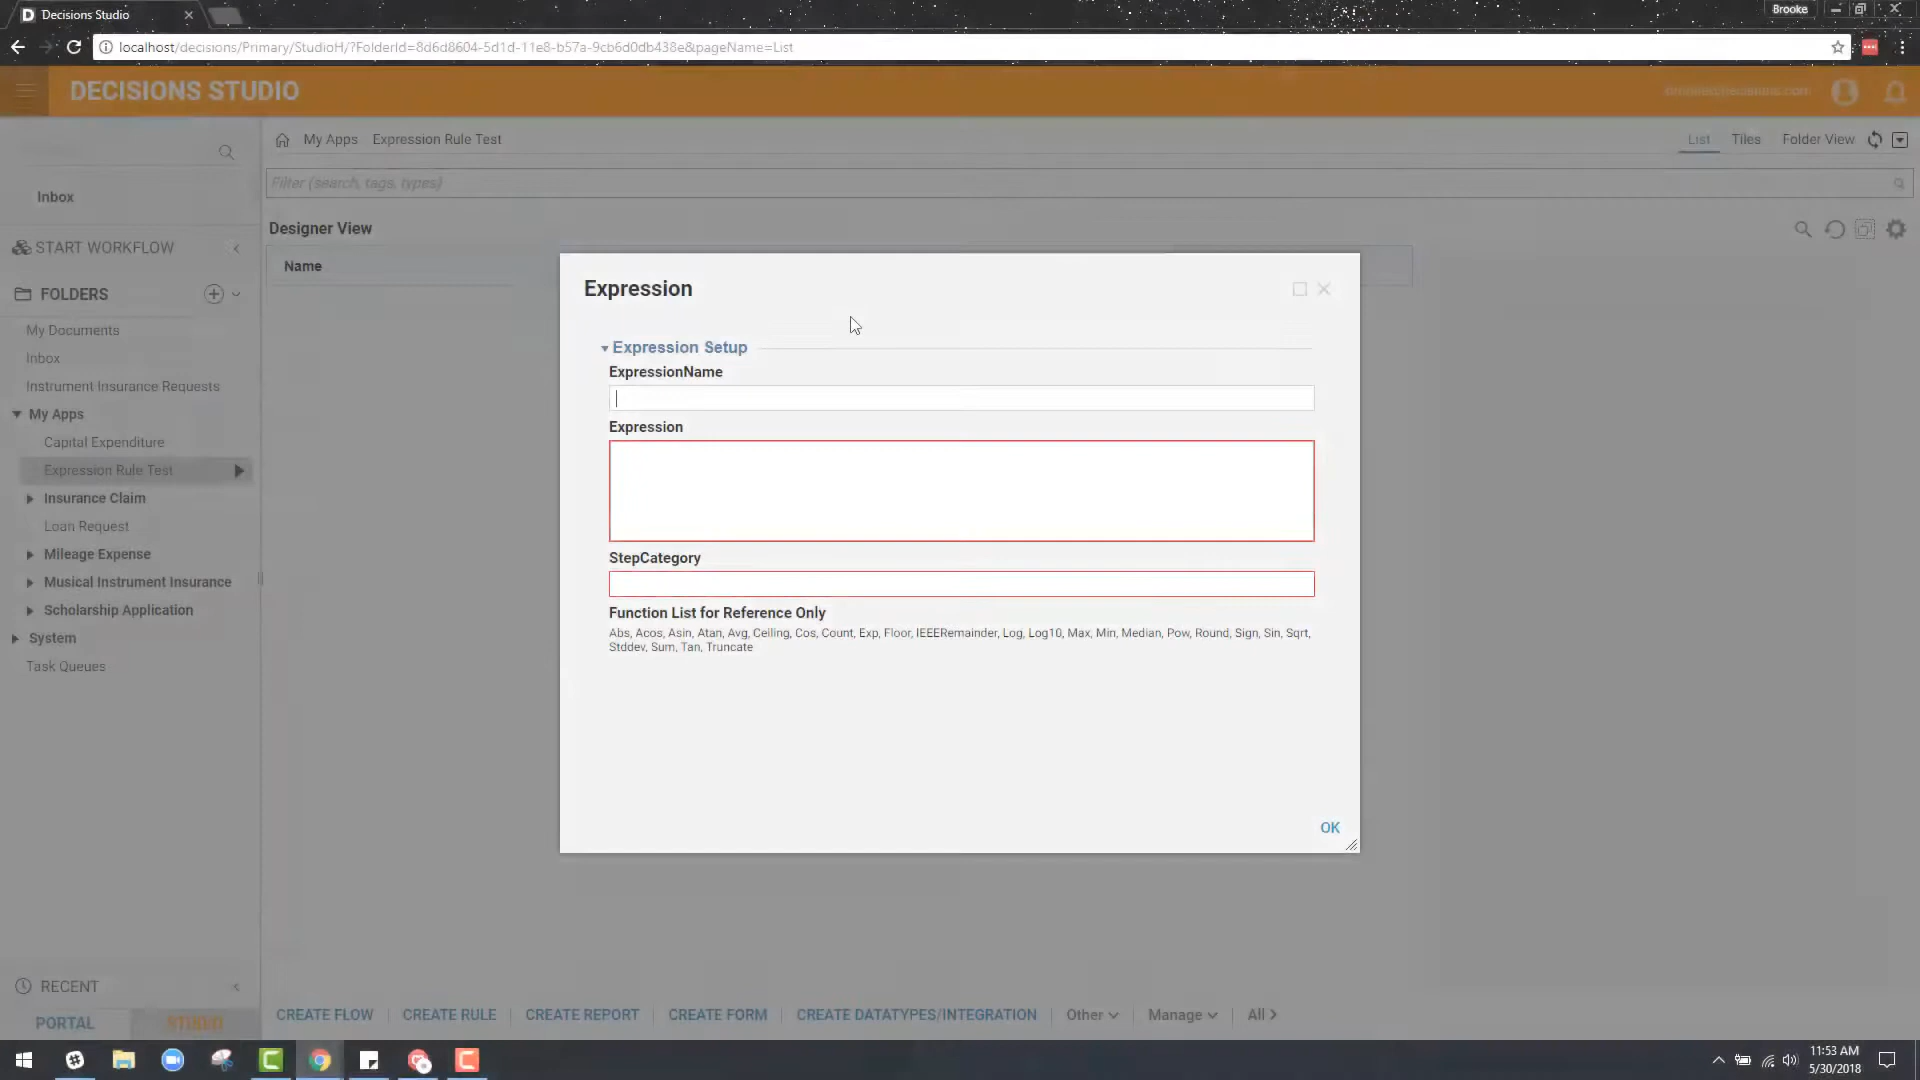 Decisions Studio
Brooke
localhost/decisions/Primary/StudioH/?FolderId=8d6d8604-5d1d-11e8-b57a-9cb6d0db438e&pageName=List
DECISIONS STUDIO
My Apps Expression Rule Test
List Tiles Folder View
Filter (search, tags, types)
Inbox
Designer View
START WORKFLOW
Name
FOLDERS
My Documents
Inbox
Instrument Insurance Requests
My Apps
Capital Expenditure
Expression Rule Test
Insurance Claim
Loan Request
Mileage Expense
Musical Instrument Insurance
Scholarship Application
System
Task Queues
Expression
Expression Setup
ExpressionName
Expression
StepCategory
Function List for Reference Only
Abs, Acos, Asin, Atan, Avg, Ceiling, Cos, Count, Exp, Floor, IEEERemainder, Log, Log10, Max, Min, Median, Pow, Round, Sign, Sin, Sqrt,
Stddev, Sum, Tan, Truncate
OK
RECENT
PORTAL STUDIO
CREATE FLOW CREATE RULE CREATE REPORT CREATE FORM CREATE DATATYPES/INTEGRATION Other Manage All
11:53 AM
5/30/2018